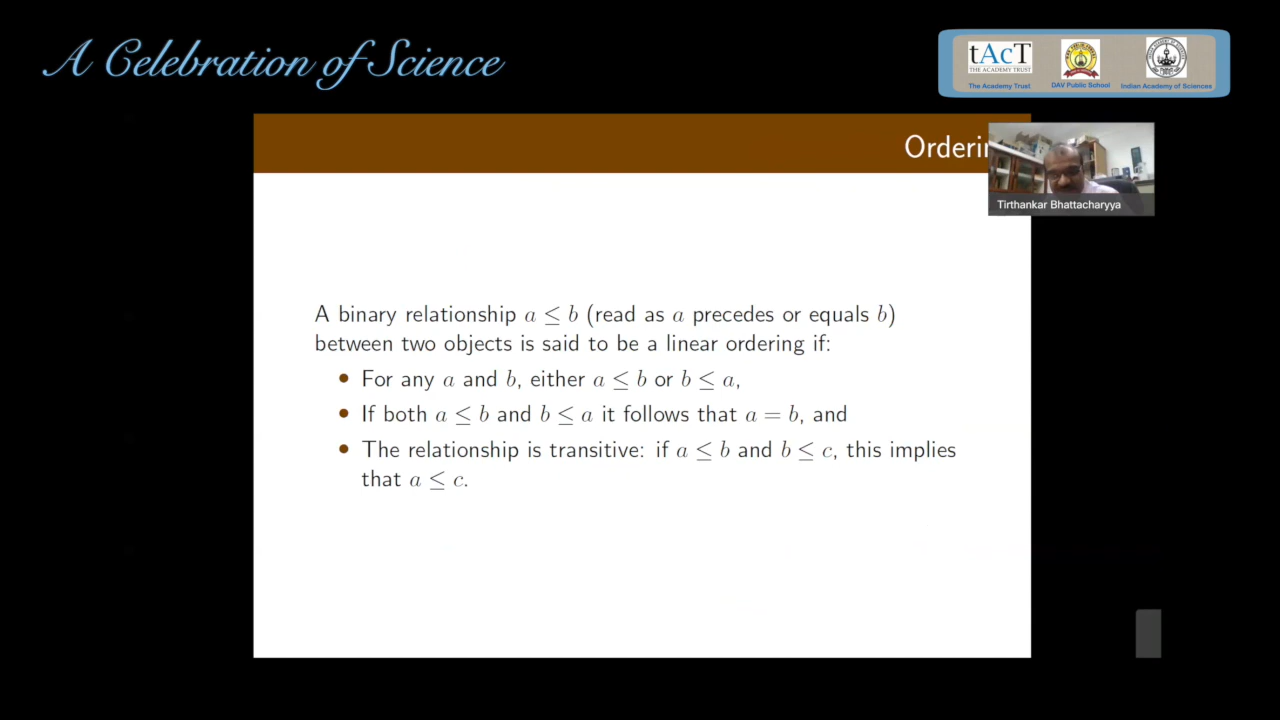 A Celebration of Science
tAcT
THE ACADEMY TRUST
The Academy Trust
DAV Public School
Indian Academy of Sciences
Orderin
Tirthankar Bhattacharyya
A binary relationship a ≤ b (read as a precedes or equals b)
between two objects is said to be a linear ordering if:
• For any a and b, either a ≤ b or b ≤ a,
• If both a ≤ b and b ≤ a it follows that a = b, and
• The relationship is transitive: if a ≤ b and b ≤ c, this implies
that a ≤ c.